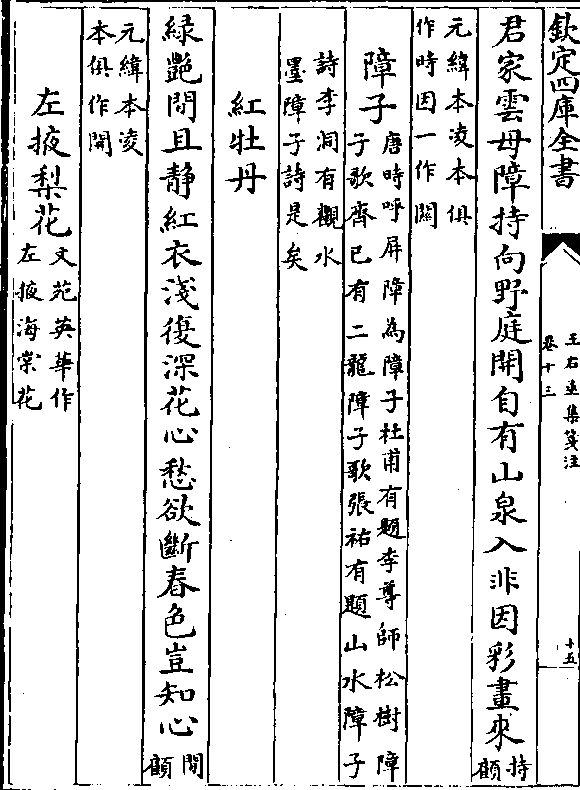 欽定四庫全書
王右丞集箋注
卷十三
十五
君家雲母障持向野庭開自有山泉入非因彩畫來
持
顧
元緯本凌本俱
作時因一作關
障子
唐時呼屏障為障子杜甫有題李尊師松樹障
子歌齊已有二龍障子歌張祐有題山水障子
詩李洞有觀水
墨障子詩是矣
紅牡丹
緑艷閒且静紅衣淺復深花心愁欲斷春色豈知心
閒
顧
元緯本凌
本俱作開
左掖梨花
文苑英華作
左掖海棠花